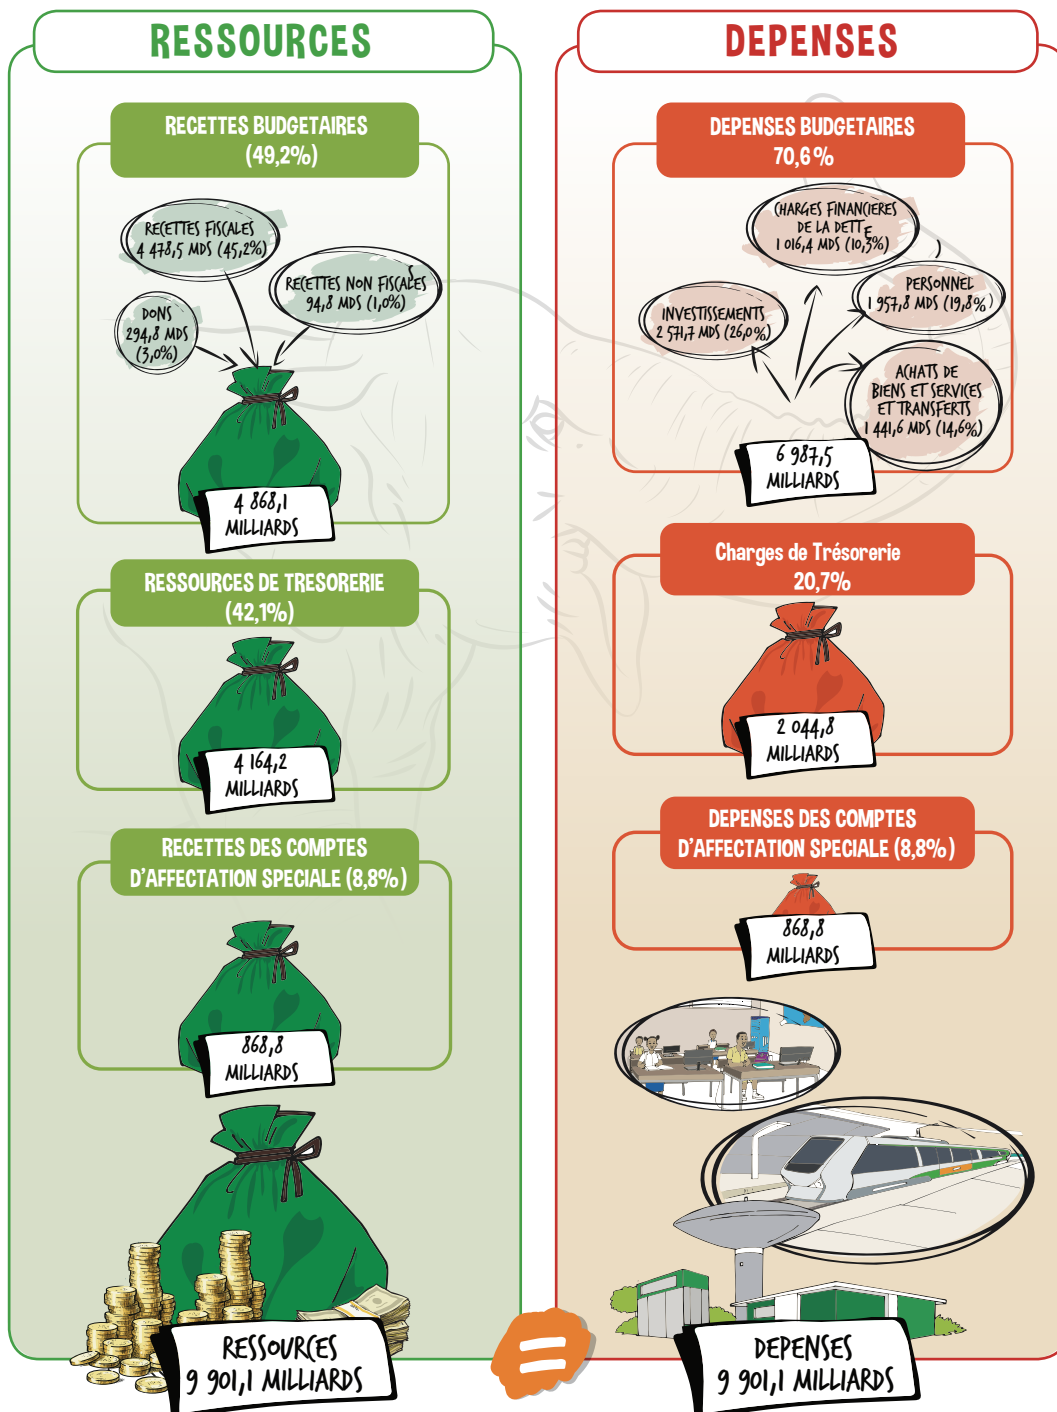 RESSOURCES
RECETTES BUDGETAIRES
(49,2%)
RECETTES FISCALES
4 478,5 MDS (45,2%)
RECETTES NON FISCALES
94,8 MDS (1,0%)
DONS
294,8 MDS
(3,0%)
4 868,1
MILLIARDS
RESSOURCES DE TRESORERIE
(42,1%)
4 164,2
MILLIARDS
RECETTES DES COMPTES
D'AFFECTATION SPECIALE (8,8%)
868,8
MILLIARDS
RESSOURCES
9 901,1 MILLIARDS
=
DEPENSES
DEPENSES BUDGETAIRES
70,6%
CHARGES FINANCIERES
DE LA DETTE
1 016,4 MDS (10,3%)
PERSONNEL
1 957,8 MDS (19,8%)
INVESTISSEMENTS
2 571,7 MDS (26,0%)
ACHATS DE
BIENS ET SERVICES
ET TRANSFERTS
1 441,6 MDS (14,6%)
6 987,5
MILLIARDS
Charges de Trésorerie
20,7%
2 044,8
MILLIARDS
DEPENSES DES COMPTES
D'AFFECTATION SPECIALE (8,8%)
868,8
MILLIARDS
DEPENSES
9 901,1 MILLIARDS